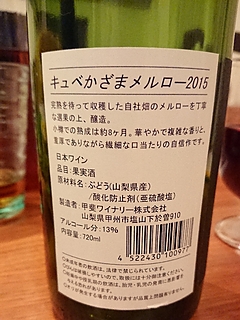 キュベかざまメルロー2015
完熟を待って収穫した自社畑のメルローを丁寧
な選果の上、醸造。
小樽での熟成は約8ヶ月。華やかで複雑な香りと、
重厚でありながら繊細な口当たりの自信作です。
日本ワイン
品名：果実酒
原材料名：ぶどう(山梨県産)
/酸化防止剤(亜硫酸塩)
製造者：甲斐ワイナリー株式会社
山梨県甲州市塩山下於曽910
アルコール分：13%
容量：720ml
4 522430 100977